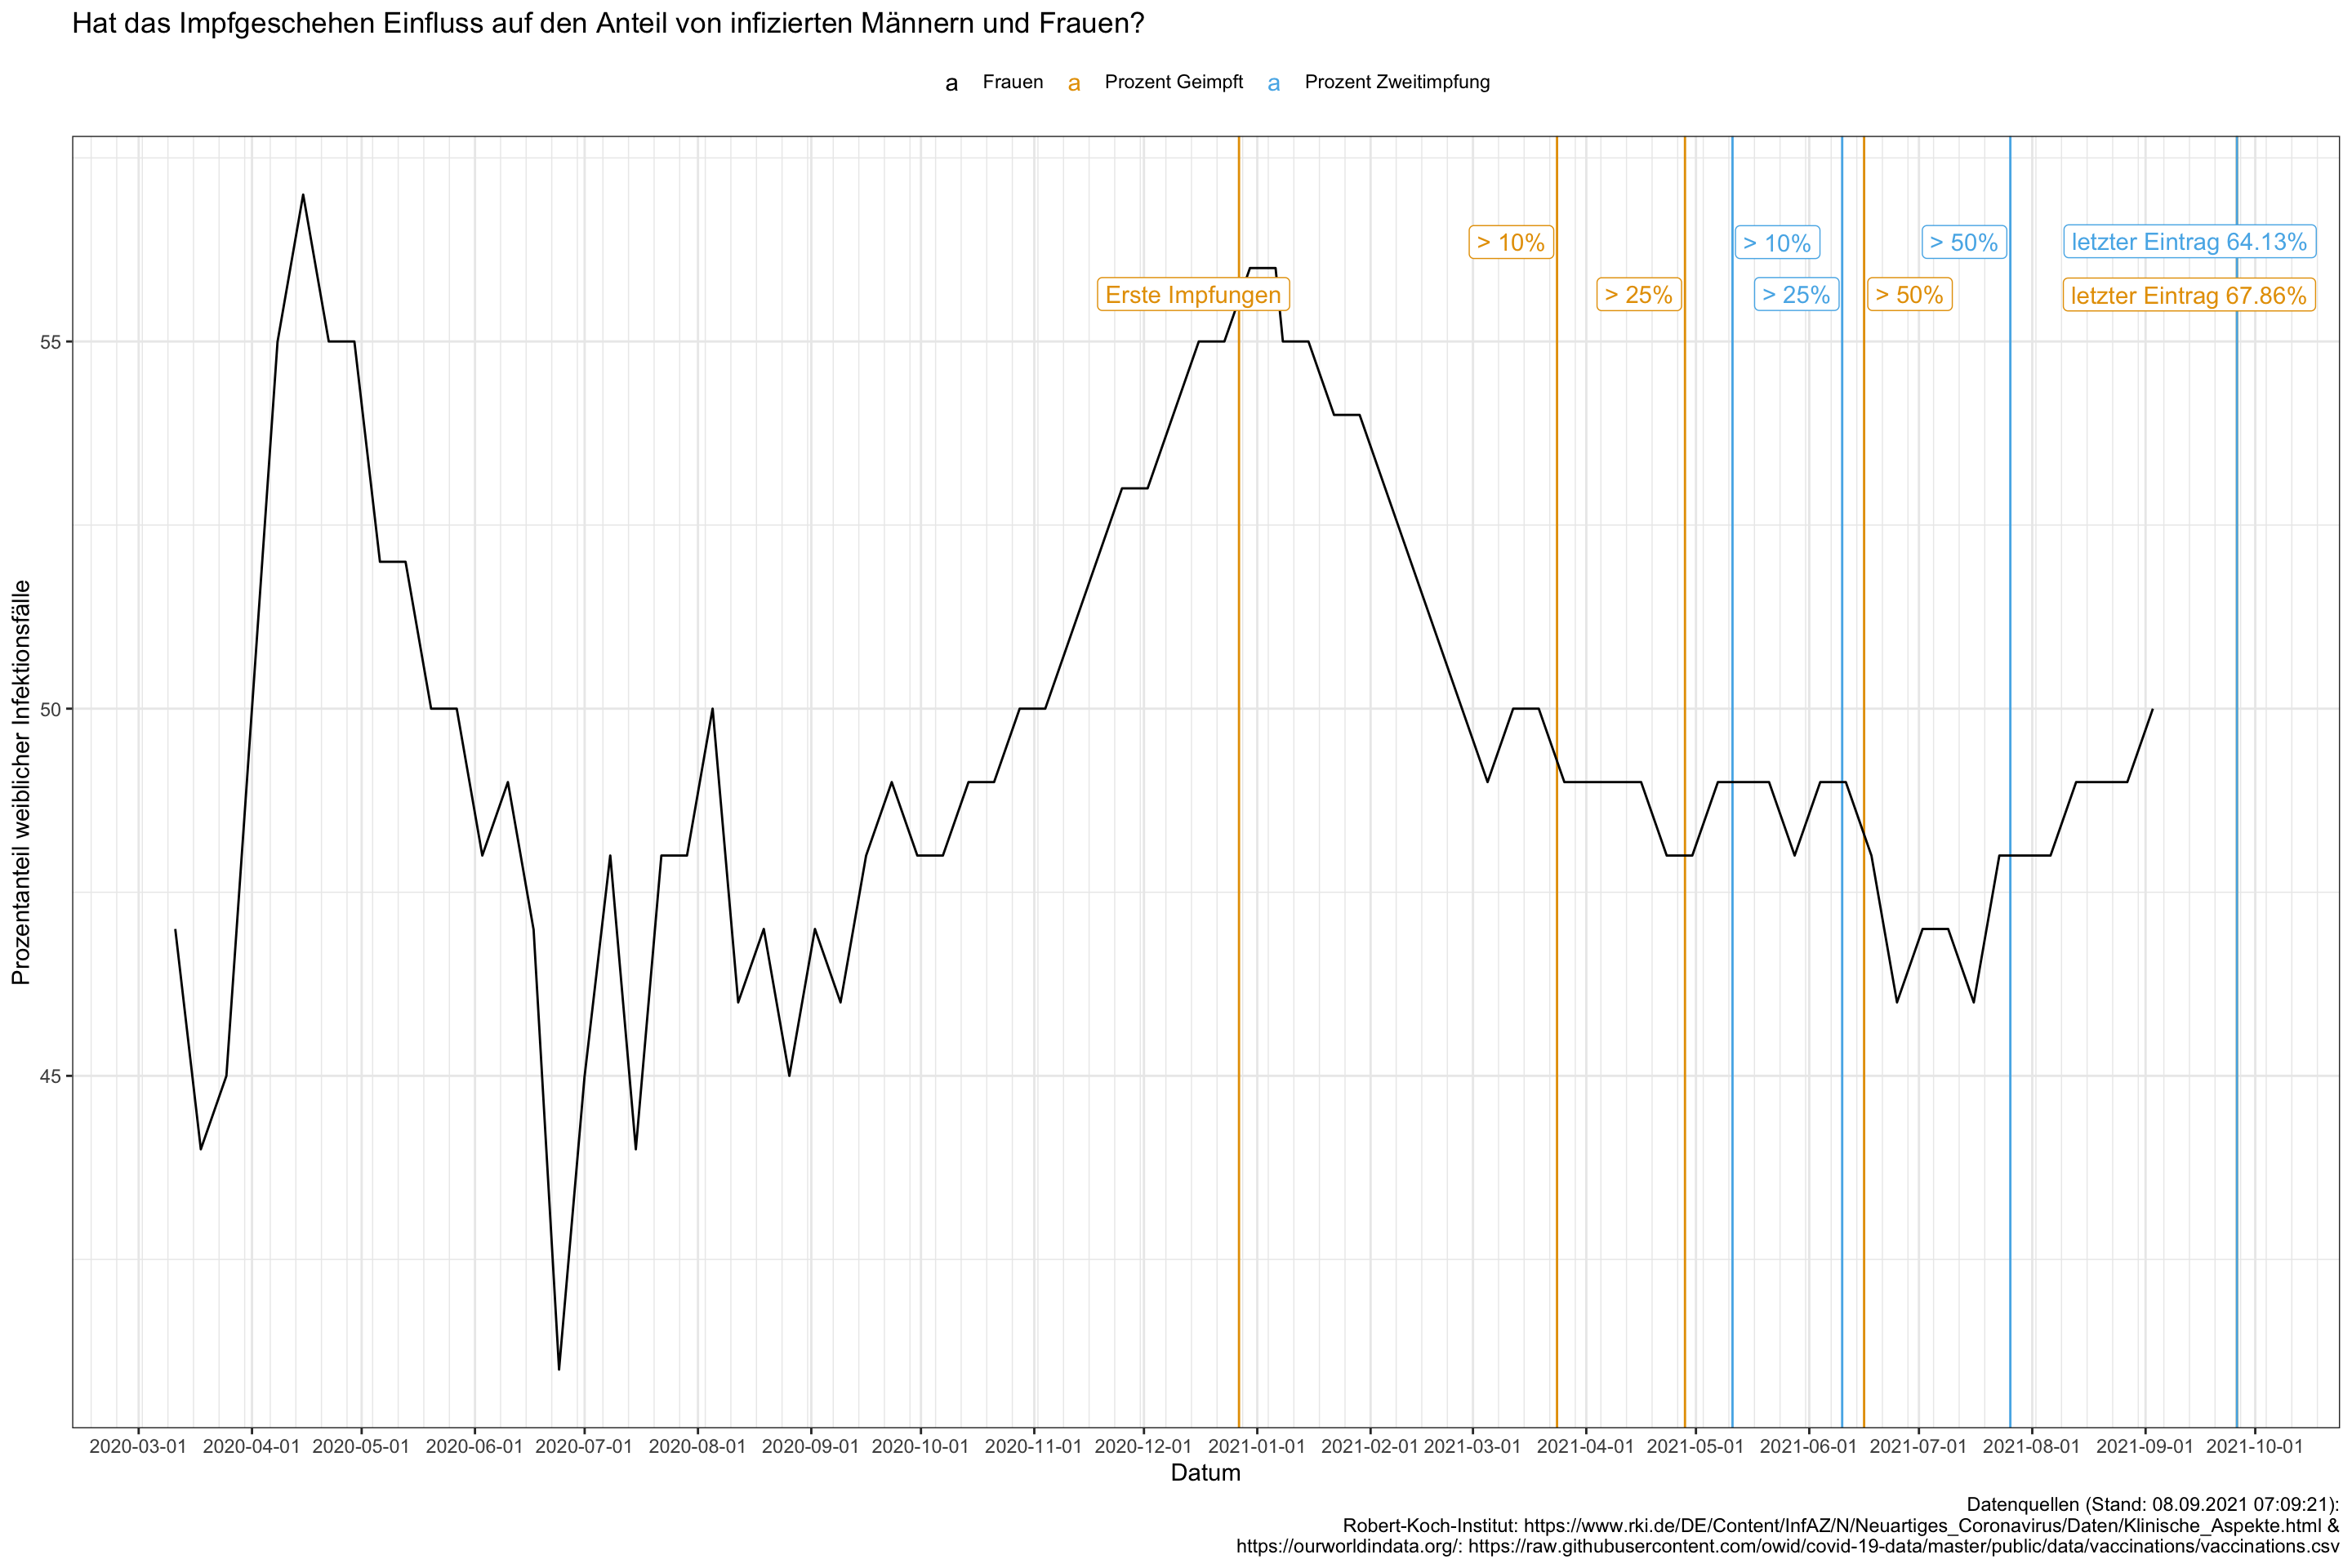 Hat das Impfgeschehen Einfluss auf den Anteil von infizierten Männern und Frauen?
a Frauen a Prozent Geimpft a Prozent Zweitimpfung
> 10% > 10% > 50% letzter Eintrag 64.13%
Erste Impfungen > 25% > 25% > 50% letzter Eintrag 67.86%
Prozentanteil weiblicher Infektionsfälle
55
50
45
2020-03-01 2020-04-01 2020-05-01 2020-06-01 2020-07-01 2020-08-01 2020-09-01 2020-10-01 2020-11-01 2020-12-01 2021-01-01 2021-02-01 2021-03-01 2021-04-01 2021-05-01 2021-06-01 2021-07-01 2021-08-01 2021-09-01 2021-10-01
Datum
Datenquellen (Stand: 08.09.2021 07:09:21):
Robert-Koch-Institut: https://www.rki.de/DE/Content/InfAZ/N/Neuartiges_Coronavirus/Daten/Klinische_Aspekte.html &
https://ourworldindata.org/: https://raw.githubusercontent.com/owid/covid-19-data/master/public/data/vaccinations/vaccinations.csv